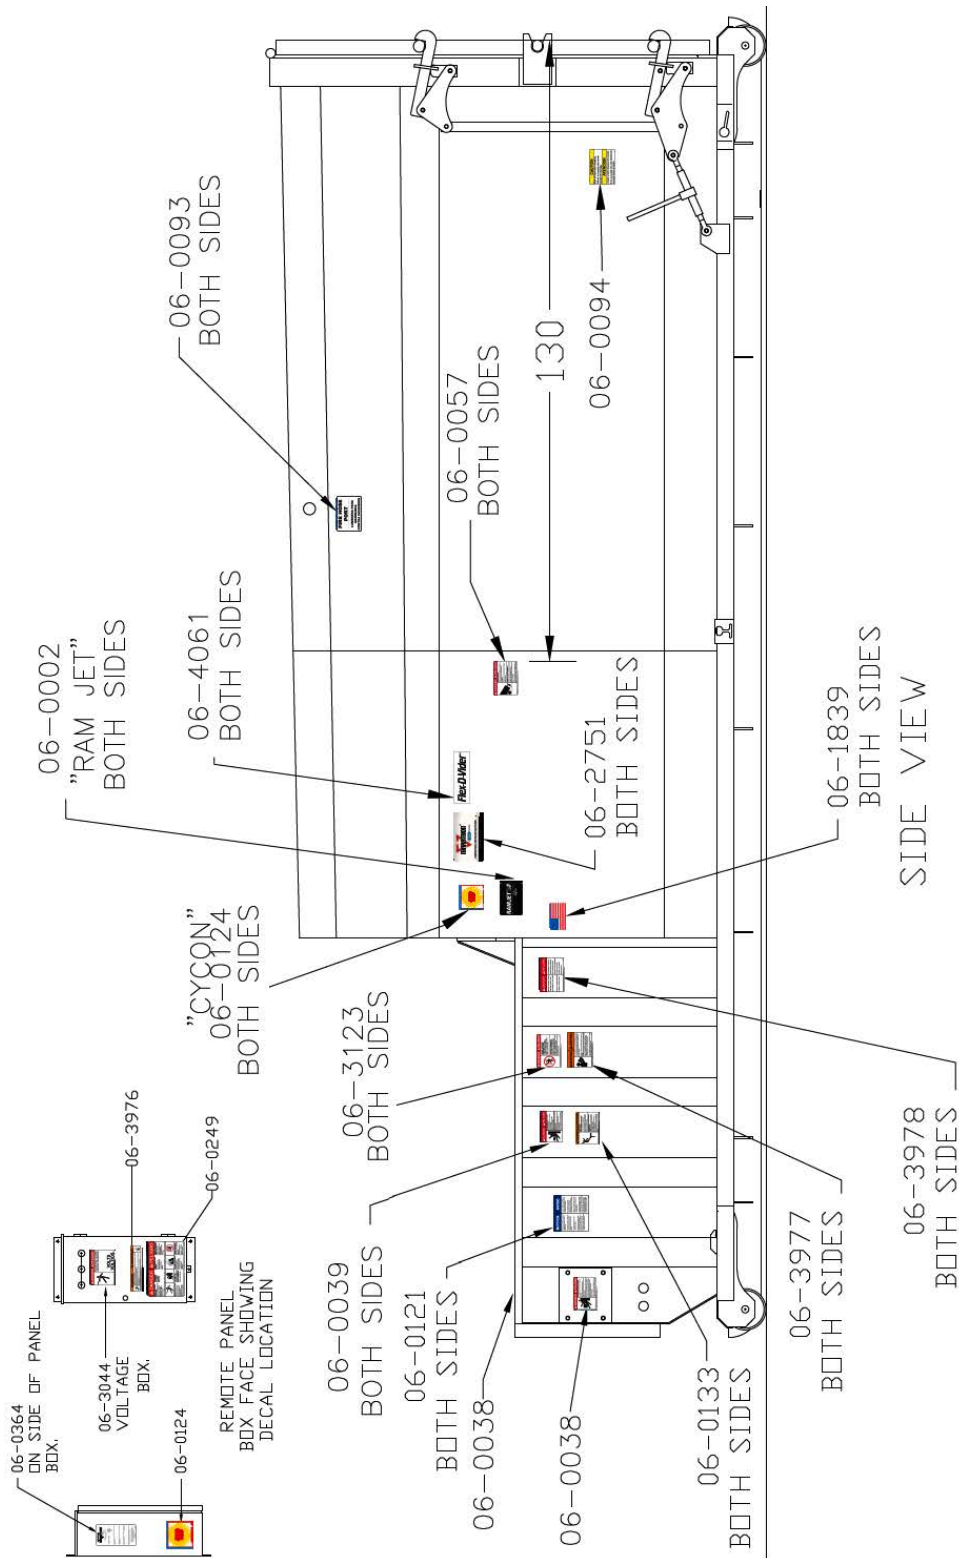 06-0364
ON SIDE OF PANEL
BOX.
06-3044
VOLTAGE
BOX.
06-3976
06-0249
06-0124
REMOTE PANEL
BOX FACE SHOWING
DECAL LOCATION
06-0002
"RAM JET"
BOTH SIDES
06-4061
BOTH SIDES
06-0093
BOTH SIDES
"CYCON"
06-0124
BOTH SIDES
06-3123
BOTH SIDES
06-0039
BOTH SIDES
06-0121
BOTH SIDES
06-0038
06-0038
06-0133
BOTH SIDES
06-3977
BOTH SIDES
06-3978
BOTH SIDES
06-1839
BOTH SIDES
06-2751
BOTH SIDES
06-0057
BOTH SIDES
130
06-0094
FIRE HOSE
PORT
Flex-D-Vider
RAMJET
SIDE VIEW